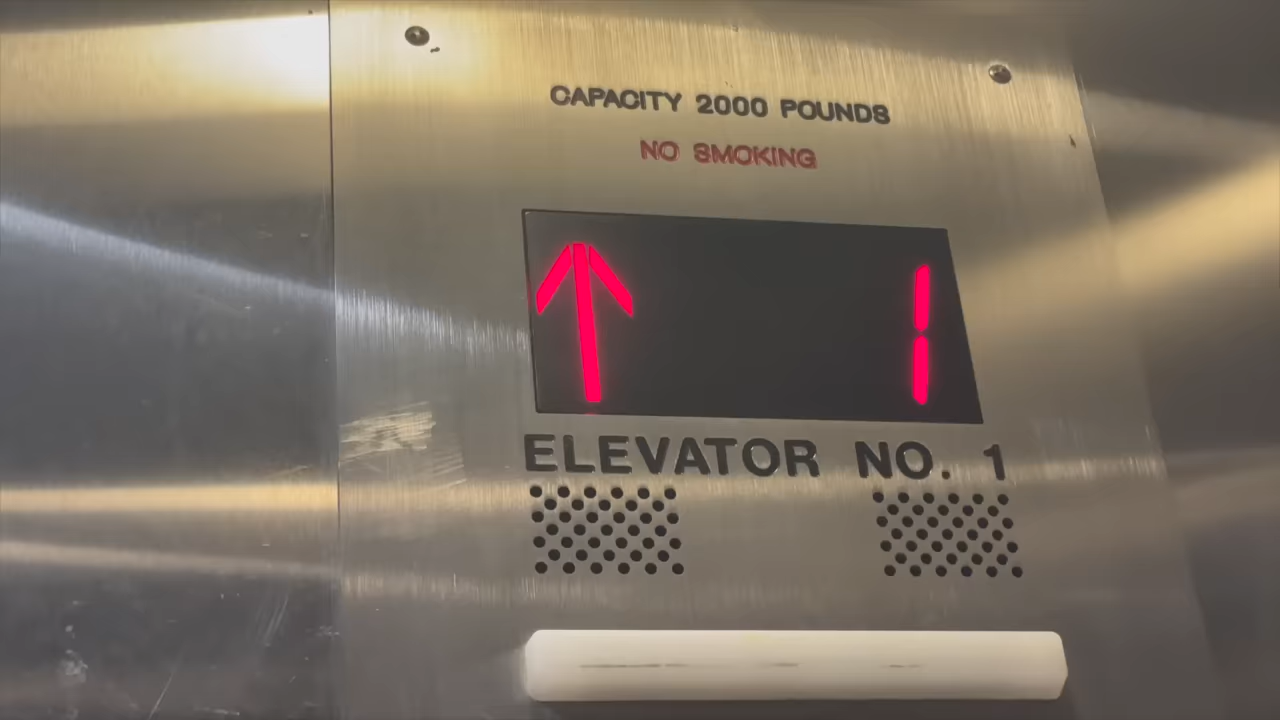 CAPACITY 2000 POUNDS
NO SMOKING
↑ 1
ELEVATOR NO. 1